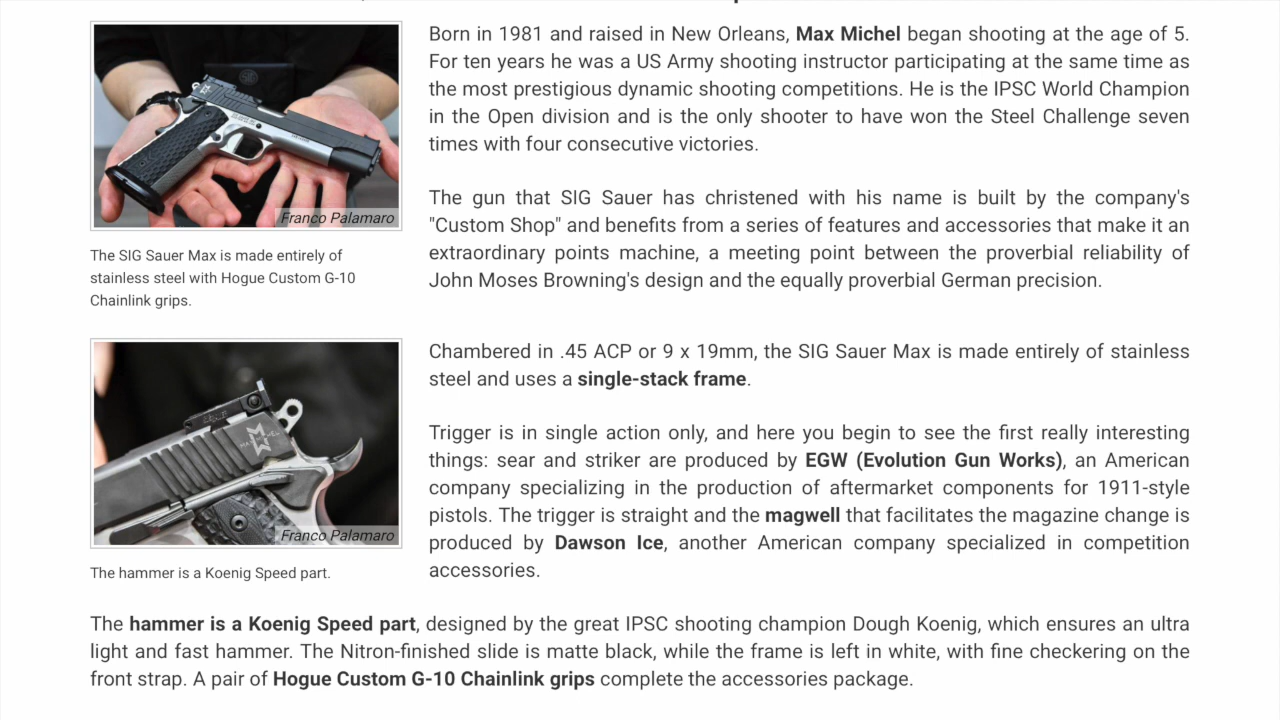 Born in 1981 and raised in New Orleans, Max Michel began shooting at the age of 5.
For ten years he was a US Army shooting instructor participating at the same time as
the most prestigious dynamic shooting competitions. He is the IPSC World Champion
in the Open division and is the only shooter to have won the Steel Challenge seven
times with four consecutive victories.
Franco Palamaro
The SIG Sauer Max is made entirely of
stainless steel with Hogue Custom G-10
Chainlink grips.
The gun that SIG Sauer has christened with his name is built by the company's
"Custom Shop" and benefits from a series of features and accessories that make it an
extraordinary points machine, a meeting point between the proverbial reliability of
John Moses Browning's design and the equally proverbial German precision.
Chambered in .45 ACP or 9 x 19mm, the SIG Sauer Max is made entirely of stainless
steel and uses a single-stack frame.
Franco Palamaro
The hammer is a Koenig Speed part.
Trigger is in single action only, and here you begin to see the first really interesting
things: sear and striker are produced by EGW (Evolution Gun Works), an American
company specializing in the production of aftermarket components for 1911-style
pistols. The trigger is straight and the magwell that facilitates the magazine change is
produced by Dawson Ice, another American company specialized in competition
accessories.
The hammer is a Koenig Speed part, designed by the great IPSC shooting champion Dough Koenig, which ensures an ultra
light and fast hammer. The Nitron-finished slide is matte black, while the frame is left in white, with fine checkering on the
front strap. A pair of Hogue Custom G-10 Chainlink grips complete the accessories package.